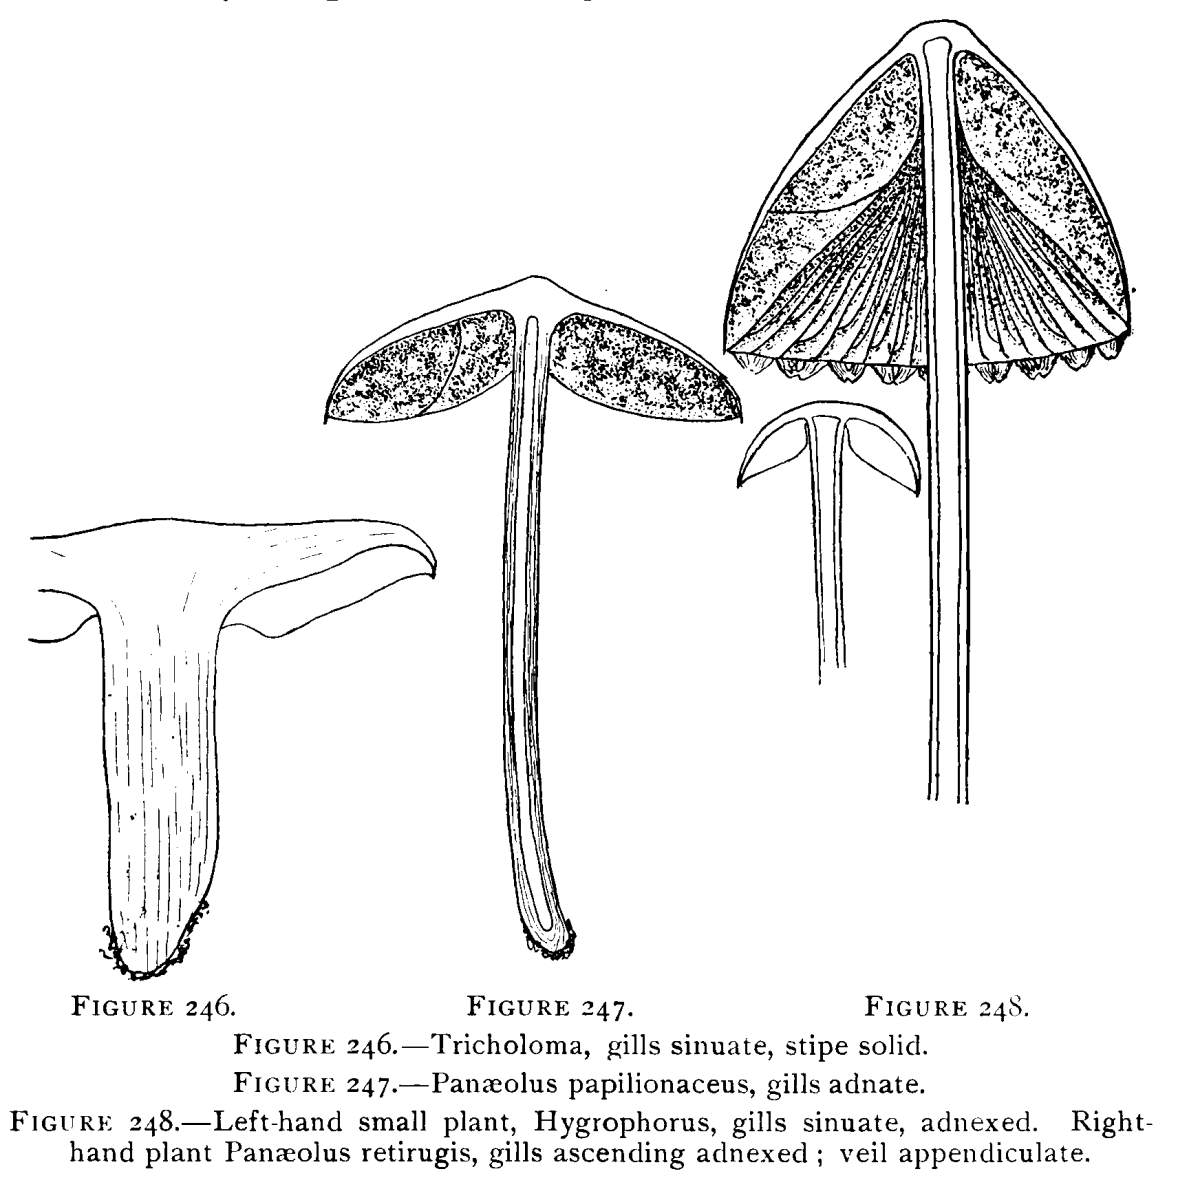 FIGURE 246. FIGURE 247. FIGURE 248.
FIGURE 246.—Tricholoma, gills sinuate, stipe solid.
FIGURE 247.—Panæolus papilionaceus, gills adnate.
FIGURE 248.—Left-hand small plant, Hygrophorus, gills sinuate, adnexed. Right-
hand plant Panæolus retirugis, gills ascending adnexed; veil appendiculate.